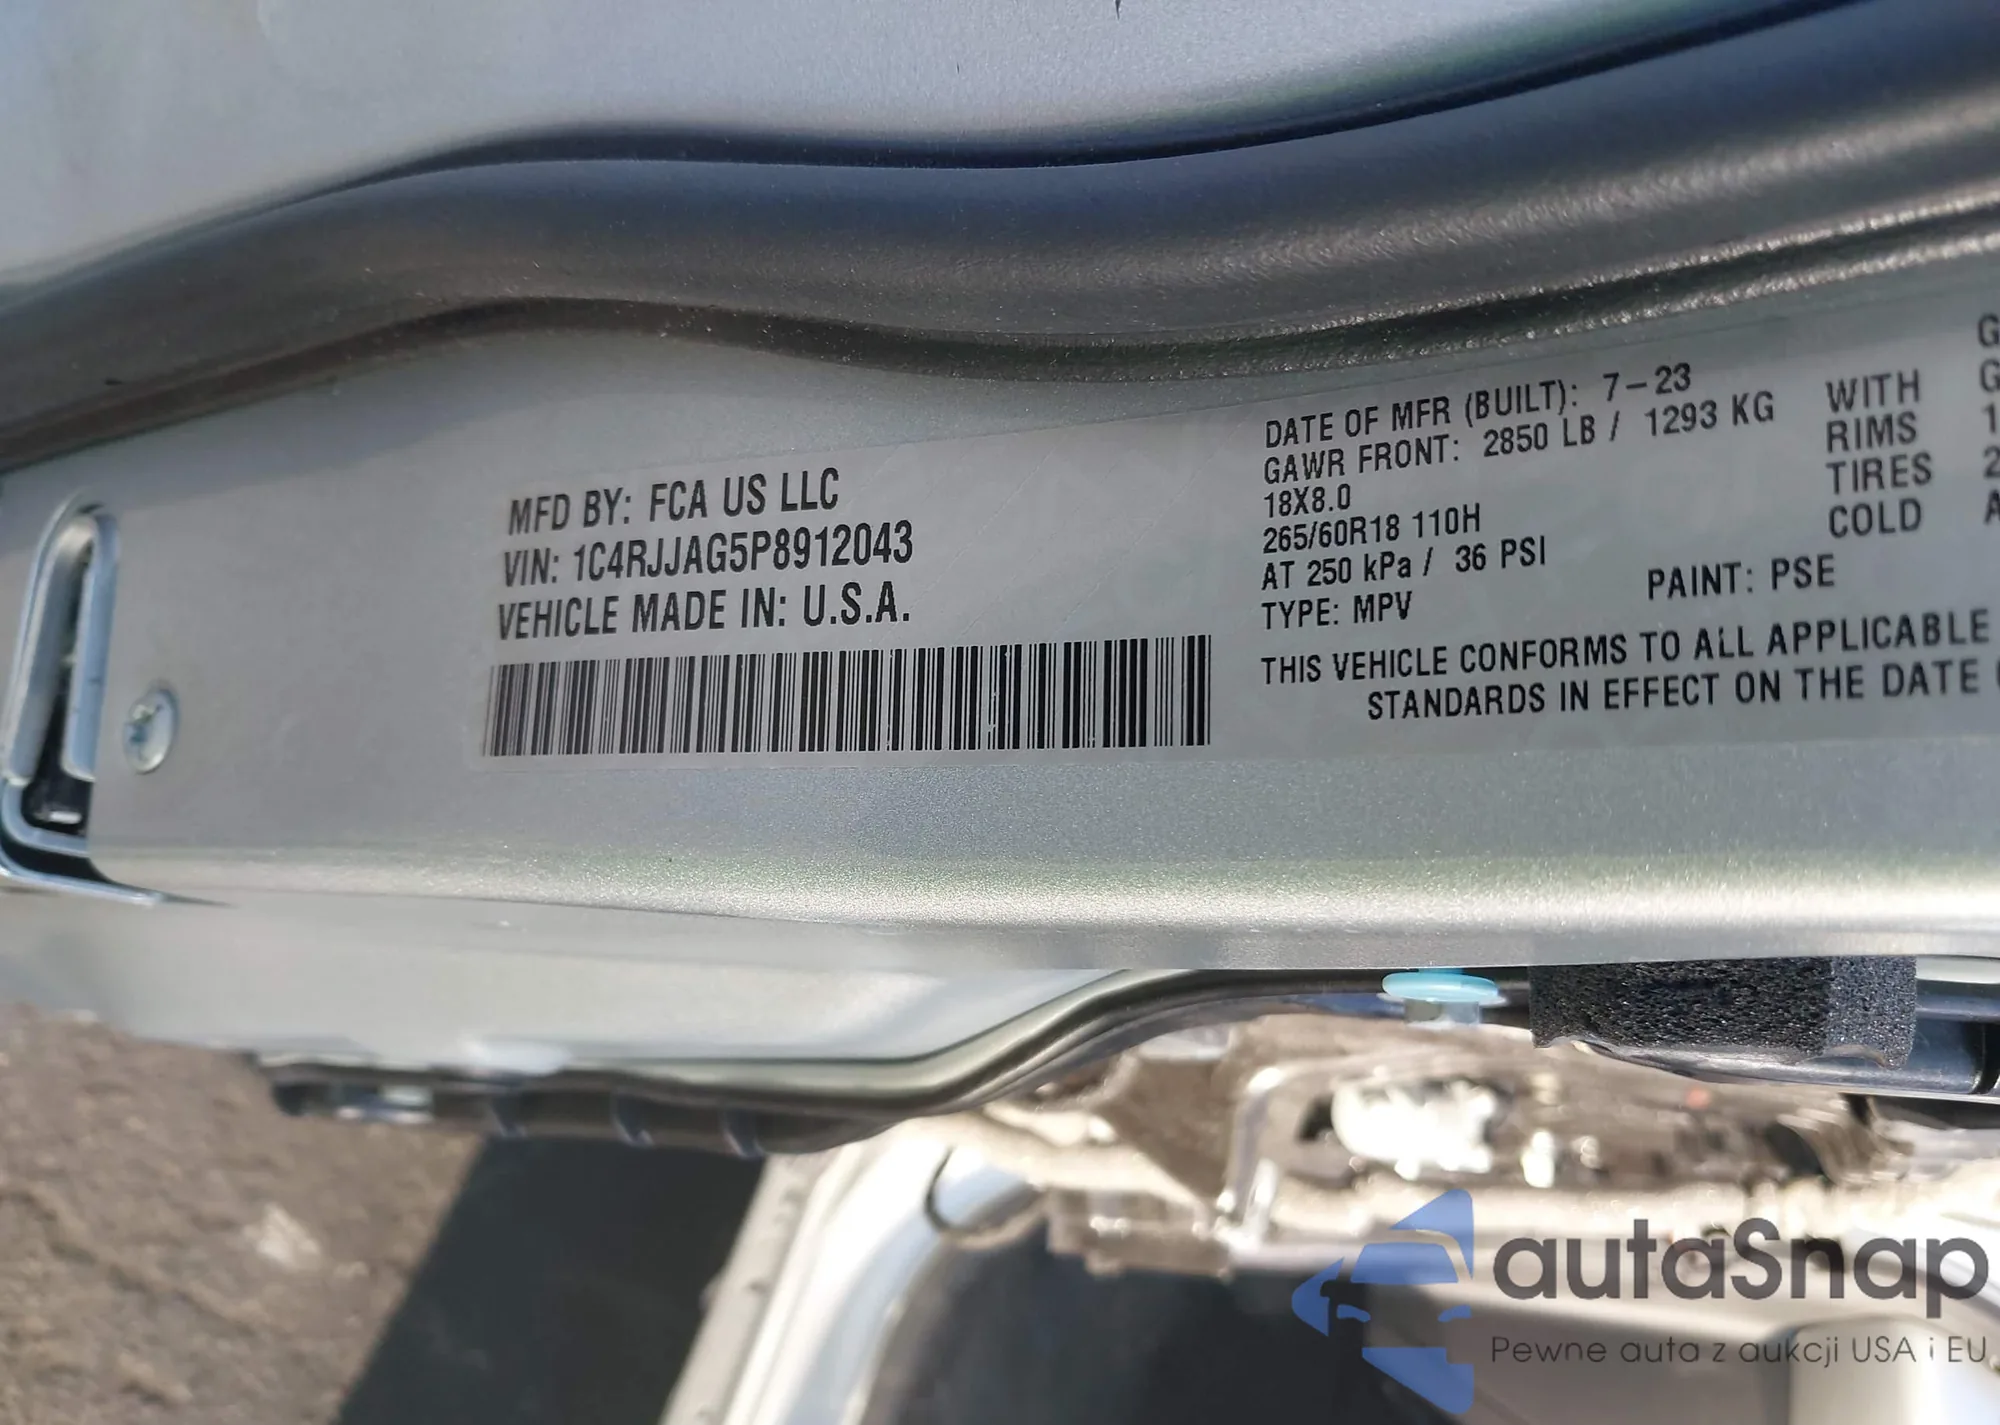 MFD BY: FCA US LLC
VIN: 1C4RJJAG5P8912043
VEHICLE MADE IN: U.S.A.
DATE OF MFR (BUILT): 7-23
GAWR FRONT: 2850 LB / 1293 KG WITH
18X8.0 RIMS
265/60R18 110H TIRES
AT 250 kPa / 36 PSI COLD
TYPE: MPV PAINT: PSE
THIS VEHICLE CONFORMS TO ALL APPLICABLE
STANDARDS IN EFFECT ON THE DATE
autaSnap
Pewne auta z aukcji USA i EU